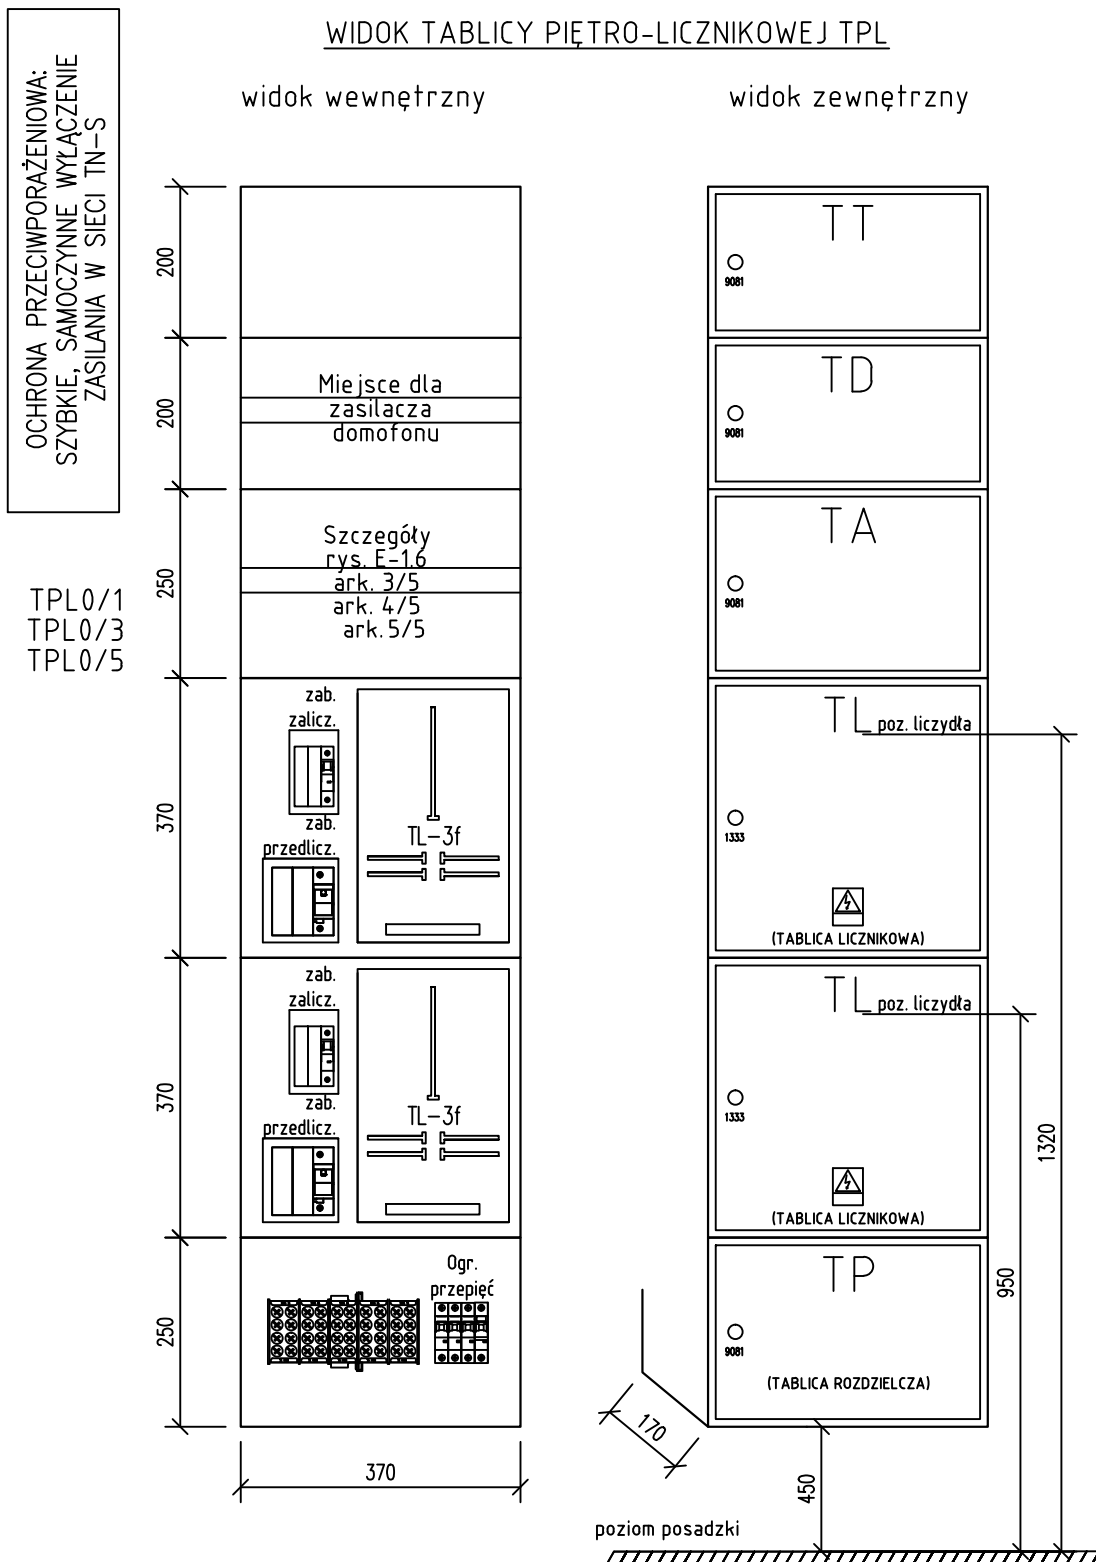 WIDOK TABLICY PIĘTRO-LICZNIKOWEJ TPL
OCHRONA PRZECIWPORAŻENIOWA:
SZYBKIE, SAMOCZYNNE WYŁĄCZENIE
ZASILANIA W SIECI TN-S
widok wewnętrzny
widok zewnętrzny
200
200
250
370
370
250
TPL0/1
TPL0/3
TPL0/5
Miejsce dla
zasilacza
domofonu
Szczegóły
rys. E-1.6
ark. 3/5
ark. 4/5
ark. 5/5
zab.
zalicz.
zab.
przedlicz.
TL-3f
zab.
zalicz.
zab.
przedlicz.
TL-3f
Ogr.
przepięć
370
TT
9081
TD
9081
TA
9081
TL
poz. liczydła
1333
(TABLICA LICZNIKOWA)
TL
poz. liczydła
1333
(TABLICA LICZNIKOWA)
TP
9081
(TABLICA ROZDZIELCZA)
1320
950
170
450
poziom posadzki